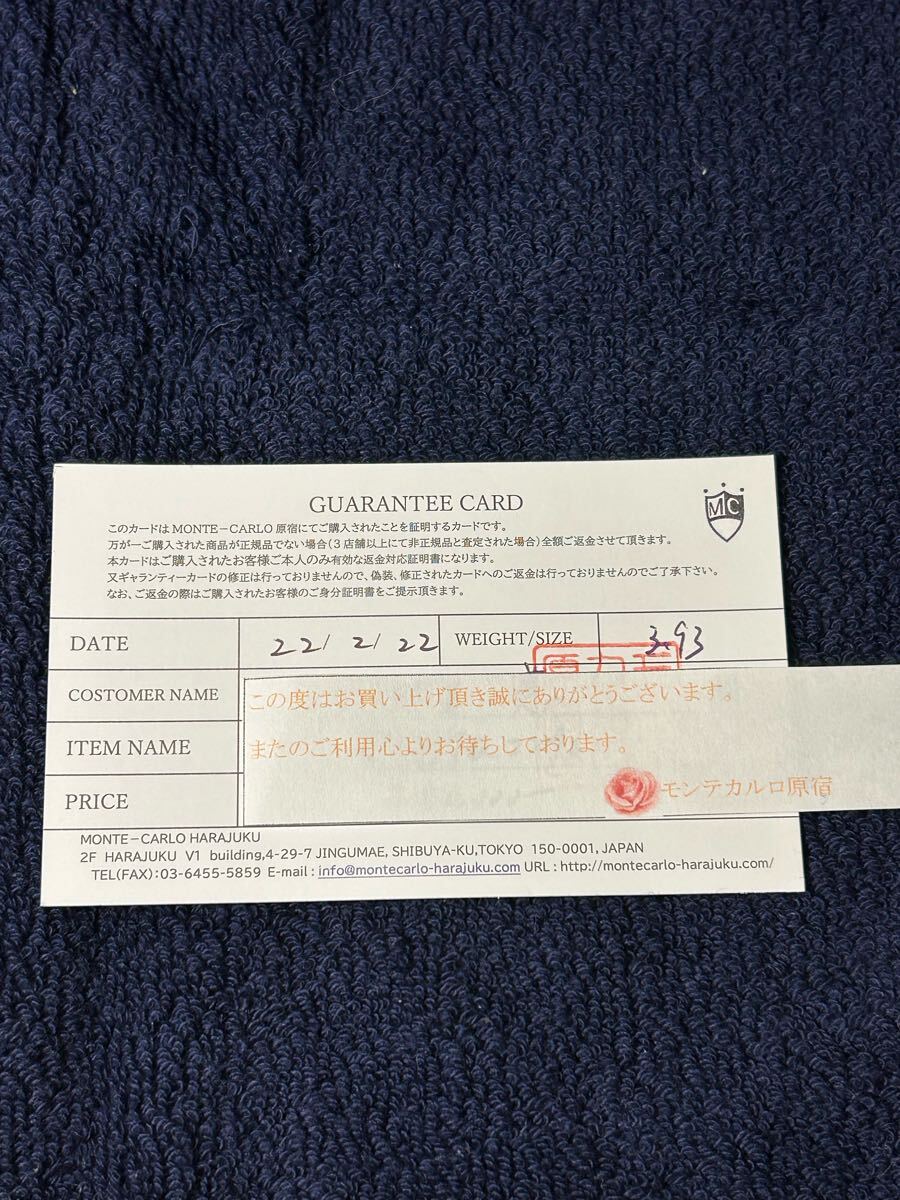 GUARANTEE CARD
MC
このカードは MONTE－CARLO 原宿にてご購入されたことを証明するカードです。
万が一ご購入された商品が正規品でない場合(3店舗以上にて非正規品と査定された場合)全額ご返金させて頂きます。
本カードはご購入されたお客様ご本人のみ有効な返金対応証明書になります。
又ギャランティーカードの修正は行っておりませんので、偽装、修正されたカードへのご返金は行っておりませんのでご了承下さい。
なお、ご返金の際はご購入されたお客様のご身分証明書をご提示頂きます。
DATE 22/2/22 WEIGHT/SIZE 3.93
COSTOMER NAME
この度はお買い上げ頂き誠にありがとうございます。
ITEM NAME
またのご利用心よりお待ちしております。
PRICE
モンテカルロ原宿
MONTE－CARLO HARAJUKU
2F HARAJUKU V1 building,4-29-7 JINGUMAE, SHIBUYA-KU,TOKYO 150-0001, JAPAN
TEL(FAX):03-6455-5859 E-mail : info@montecarlo-harajuku.com URL : http://montecarlo-harajuku.com/